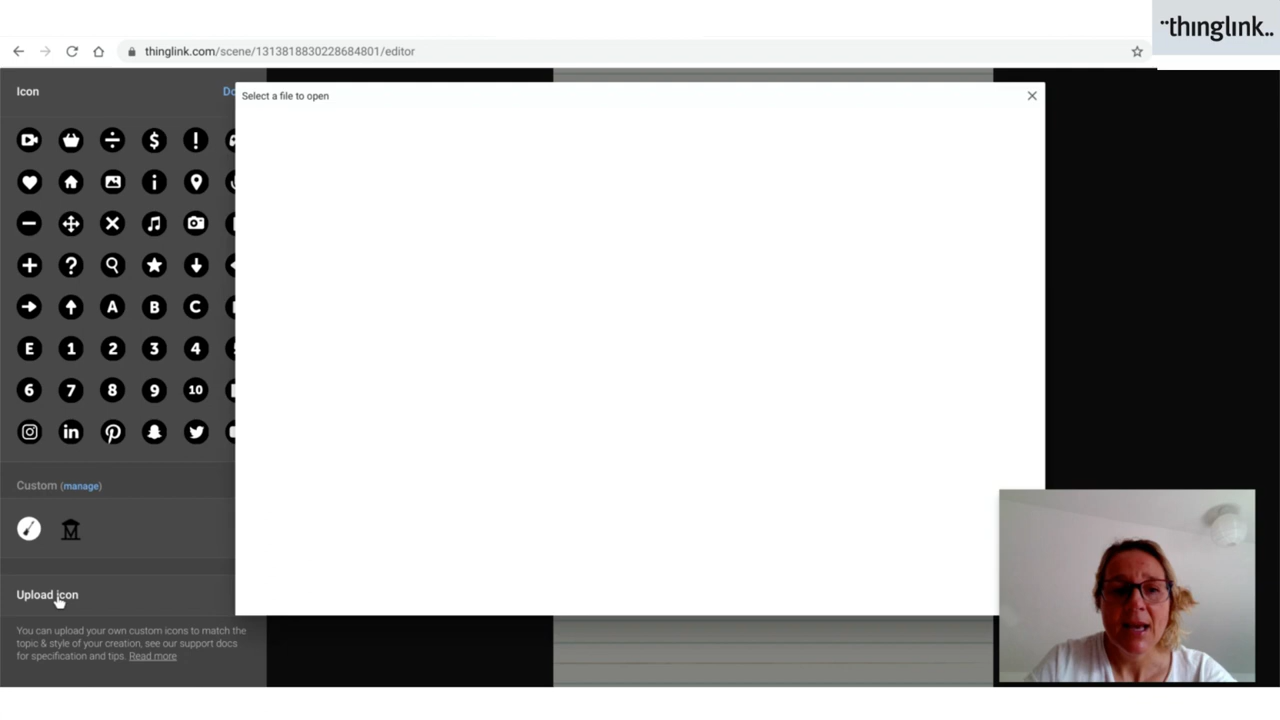 ¨thinglink..
thinglink.com/scene/1313818830228684801/editor
Icon
Do
Select a file to open
$ !
i
+ ?
A B C
E 1 2 3 4
6 7 8 9 10
in
Custom (manage)
M
Upload icon
You can upload your own custom icons to match the
topic & style of your creation, see our support docs
for specification and tips. Read more